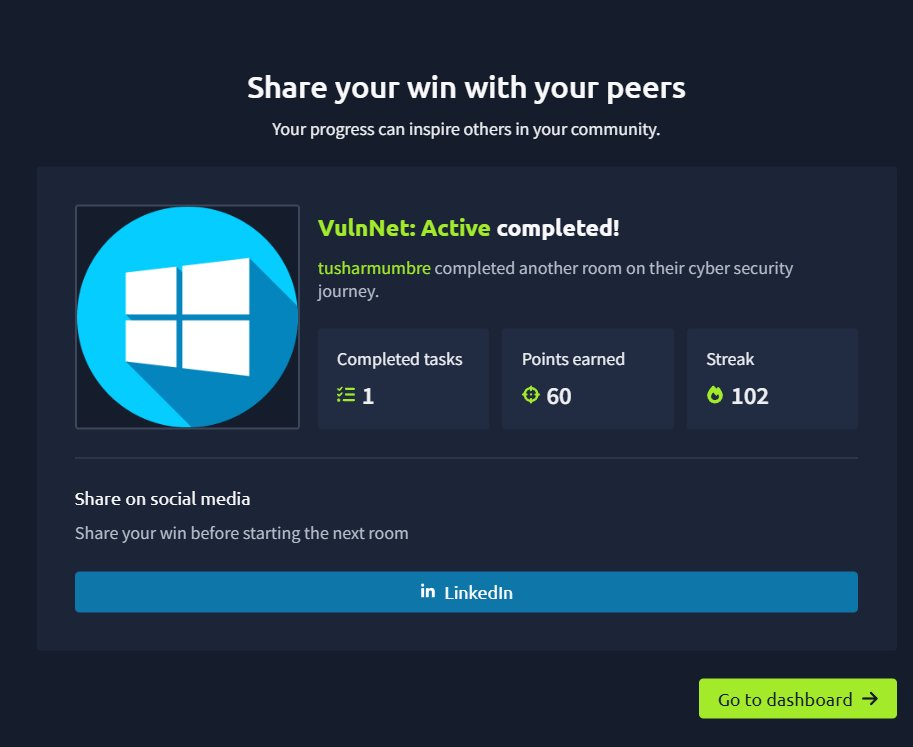 Share your win with your peers
Your progress can inspire others in your community.
VulnNet: Active completed!
tusharmumbre completed another room on their cyber security
journey.
Completed tasks
1
Points earned
60
Streak
102
Share on social media
Share your win before starting the next room
in LinkedIn
Go to dashboard →